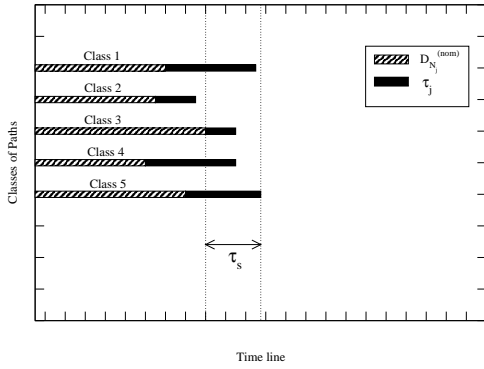 Class 1
Class 2
Class 3
Class 4
Class 5
D_{N_j}^{(nom)}
τ_j
τ_s
Classes of Paths
Time line